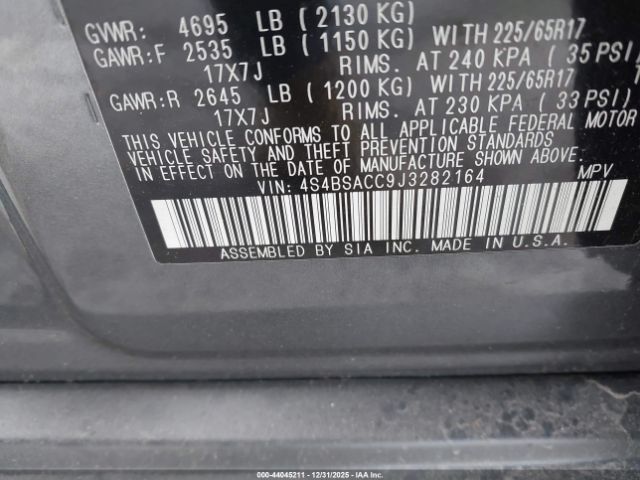 GVWR: 4695 LB ( 2130 KG)
GAWR:F 2535 LB ( 1150 KG) WITH 225/65R17
17X7J RIMS. AT 240 KPA ( 35 PSI)
GAWR:R 2645 LB ( 1200 KG) WITH 225/65R17
17X7J RIMS. AT 230 KPA ( 33 PSI)
THIS VEHICLE CONFORMS TO ALL APPLICABLE FEDERAL MOTOR
VEHICLE SAFETY AND THEFT PREVENTION STANDARDS
IN EFFECT ON THE DATE OF MANUFACTURE SHOWN ABOVE.
VIN: 4S4BSACC9J3282164 MPV
ASSEMBLED BY SIA INC. MADE IN U.S.A.
000-44045211 - 12/31/2025 - IAAI.CA